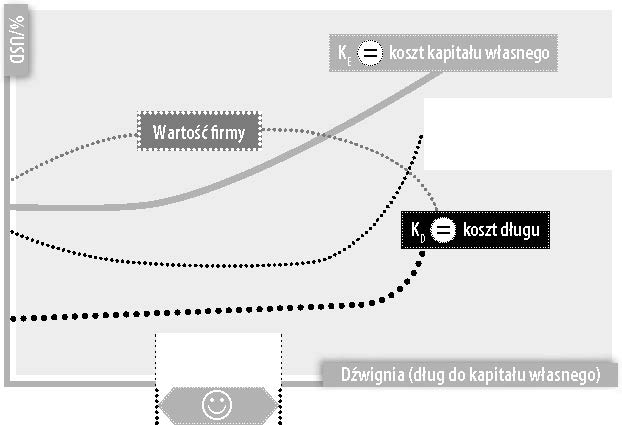 %/USD
K_E = koszt kapitału własnego
Wartość firmy
K_D = koszt długu
Dźwignia (dług do kapitału własnego)